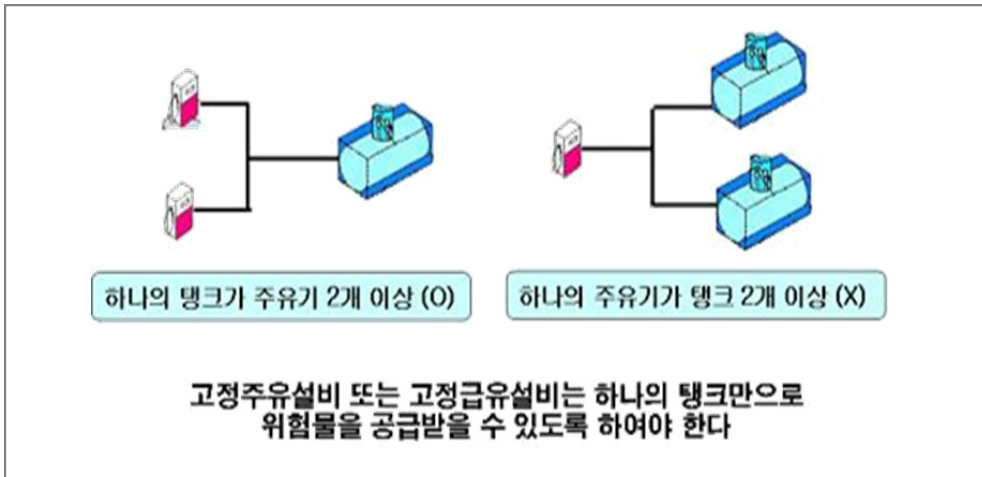 하나의 탱크가 주유기 2개 이상 (O)
하나의 주유기가 탱크 2개 이상 (X)
고정주유설비 또는 고정급유설비는 하나의 탱크만으로
위험물을 공급받을 수 있도록 하여야 한다